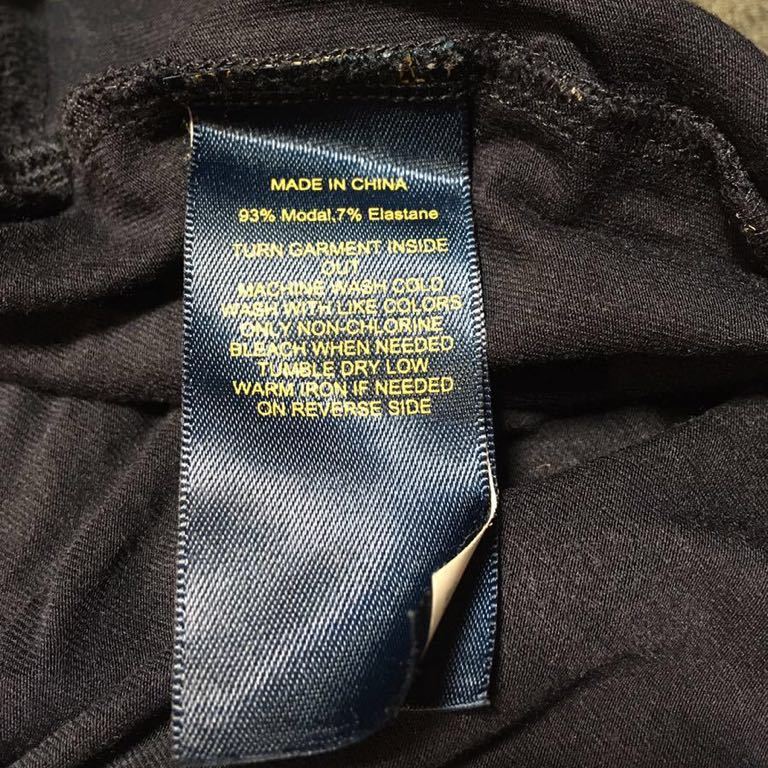 MADE IN CHINA
93% Modal,7% Elastane
TURN GARMENT INSIDE
OUT
MACHINE WASH COLD
WASH WITH LIKE COLORS
ONLY NON-CHLORINE
BLEACH WHEN NEEDED
TUMBLE DRY LOW
WARM IRON IF NEEDED
ON REVERSE SIDE